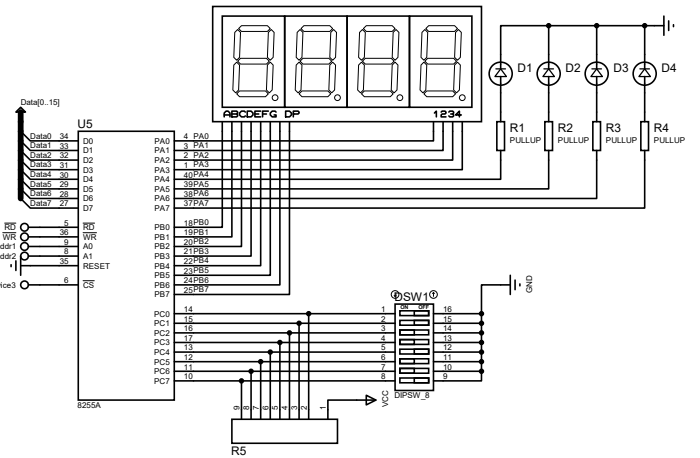 ABCDEFG DP
1234
D1
D2
D3
D4
R1
PULLUP
R2
PULLUP
R3
PULLUP
R4
PULLUP
Data[0..15]
U5
Data0 34 D0
Data1 33 D1
Data2 32 D2
Data3 31 D3
Data4 30 D4
Data5 29 D5
Data6 28 D6
Data7 27 D7
RD 5 RD
WR 36 WR
ddr1 9 A0
ddr2 8 A1
35 RESET
vice3 6 CS
PA0 4 PA0
PA1 3 PA1
PA2 2 PA2
PA3 1 PA3
PA4 40 PA4
PA5 39 PA5
PA6 38 PA6
PA7 37 PA7
PB0 18 PB0
PB1 19 PB1
PB2 20 PB2
PB3 21 PB3
PB4 22 PB4
PB5 23 PB5
PB6 24 PB6
PB7 25 PB7
PC0 14
PC1 15
PC2 16
PC3 17
PC4 13
PC5 12
PC6 11
PC7 10
8255A
DSW1
ON OFF
1 16
2 15
3 14
4 13
5 12
6 11
7 10
8 9
DIPSW_8
GND
VCC
9 8 7 6 5 4 3 2 1
R5